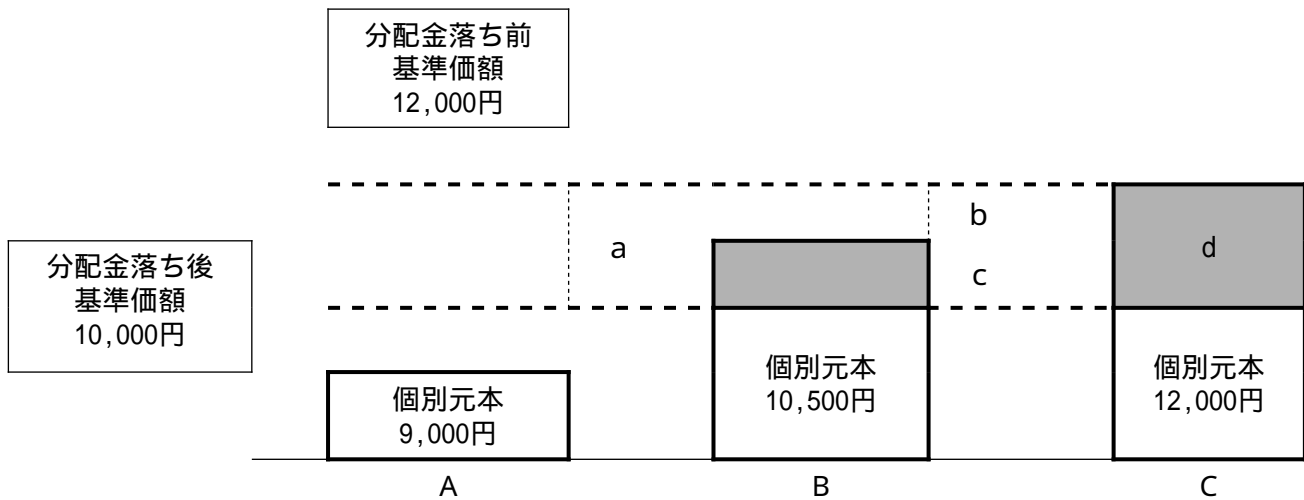 分配金落ち前
基準価額
12,000円
b
a
d
c
分配金落ち後
基準価額
10,000円
個別元本
9,000円
個別元本
10,500円
個別元本
12,000円
A
B
C